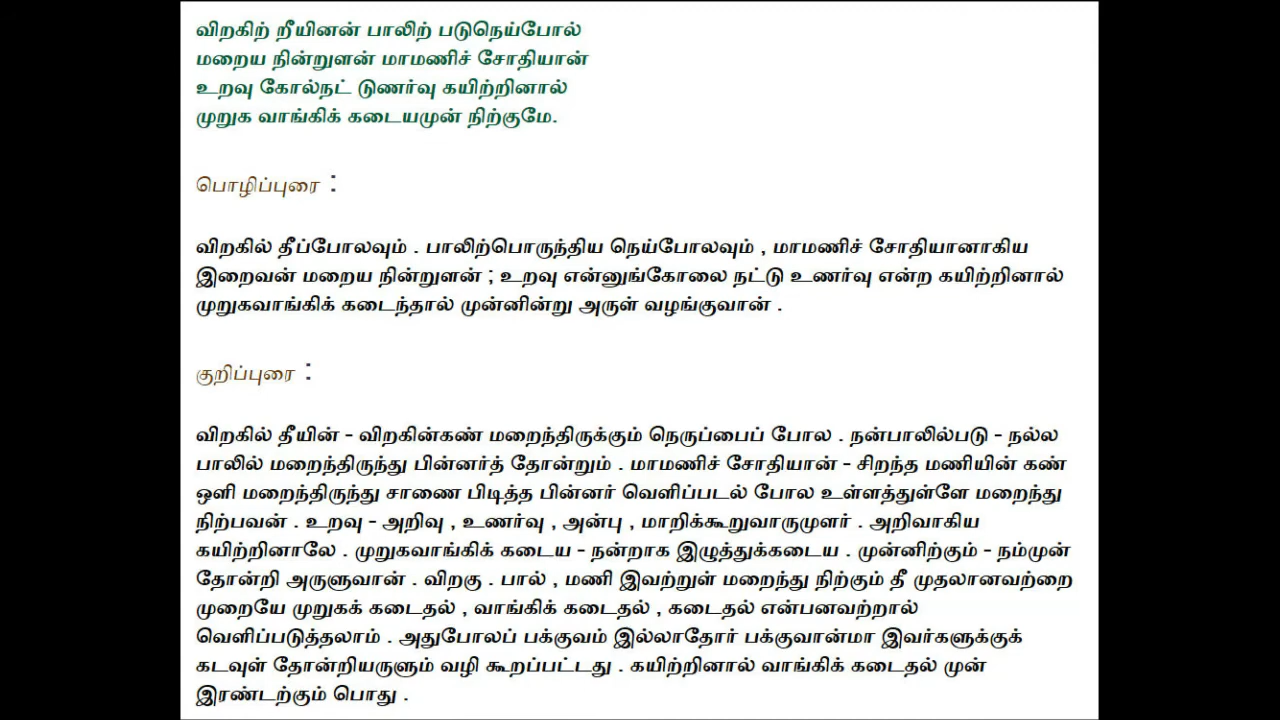 விறகிற் றீயினன் பாலிற் படுநெய்போல்
மறைய நின்றுளன் மாமணிச் சோதியான்
உறவு கோல்நட் டுணர்வு கயிற்றினால்
முறுக வாங்கிக் கடையமுன் நிற்குமே.
பொழிப்புரை :
விறகில் தீப்போலவும் . பாலிற்பொருந்திய நெய்போலவும் , மாமணிச் சோதியானாகிய
இறைவன் மறைய நின்றுளன் ; உறவு என்னுங்கோலை நட்டு உணர்வு என்ற கயிற்றினால்
முறுகவாங்கிக் கடைந்தால் முன்னின்று அருள் வழங்குவான் .
குறிப்புரை :
விறகில் தீயின் - விறகின்கண் மறைந்திருக்கும் நெருப்பைப் போல . நன்பாலில்படு - நல்ல
பாலில் மறைந்திருந்து பின்னர்த் தோன்றும் . மாமணிச் சோதியான் - சிறந்த மணியின் கண்
ஒளி மறைந்திருந்து சாணை பிடித்த பின்னர் வெளிப்படல் போல உள்ளத்துள்ளே மறைந்து
நிற்பவன் . உறவு - அறிவு , உணர்வு , அன்பு , மாறிக்கூறுவாருமுளர் . அறிவாகிய
கயிற்றினாலே . முறுகவாங்கிக் கடைய - நன்றாக இழுத்துக்கடைய . முன்னிற்கும் - நம்முன்
தோன்றி அருளுவான் . விறகு . பால் , மணி இவற்றுள் மறைந்து நிற்கும் தீ முதலானவற்றை
முறையே முறுகக் கடைதல் , வாங்கிக் கடைதல் , கடைதல் என்பனவற்றால்
வெளிப்படுத்தலாம் . அதுபோலப் பக்குவம் இல்லாதோர் பக்குவான்மா இவர்களுக்குக்
கடவுள் தோன்றியருளும் வழி கூறப்பட்டது . கயிற்றினால் வாங்கிக் கடைதல் முன்
இரண்டற்கும் பொது .